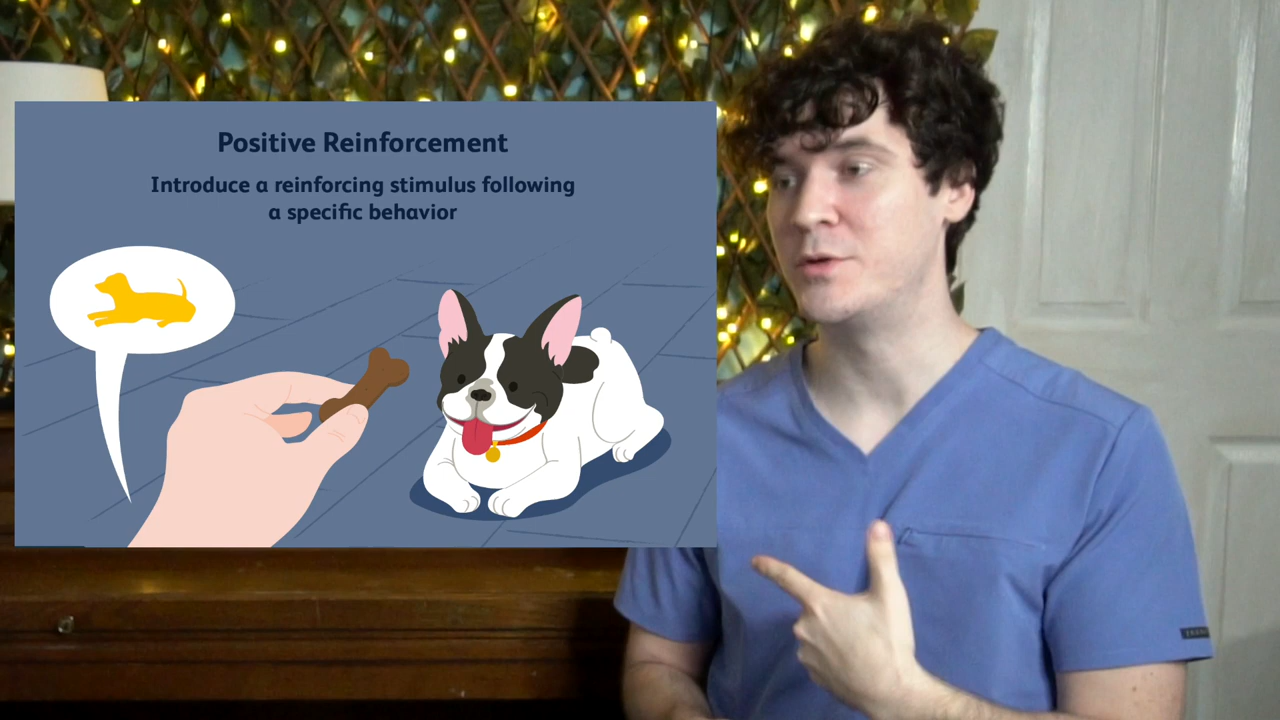 Positive Reinforcement
Introduce a reinforcing stimulus following
a specific behavior